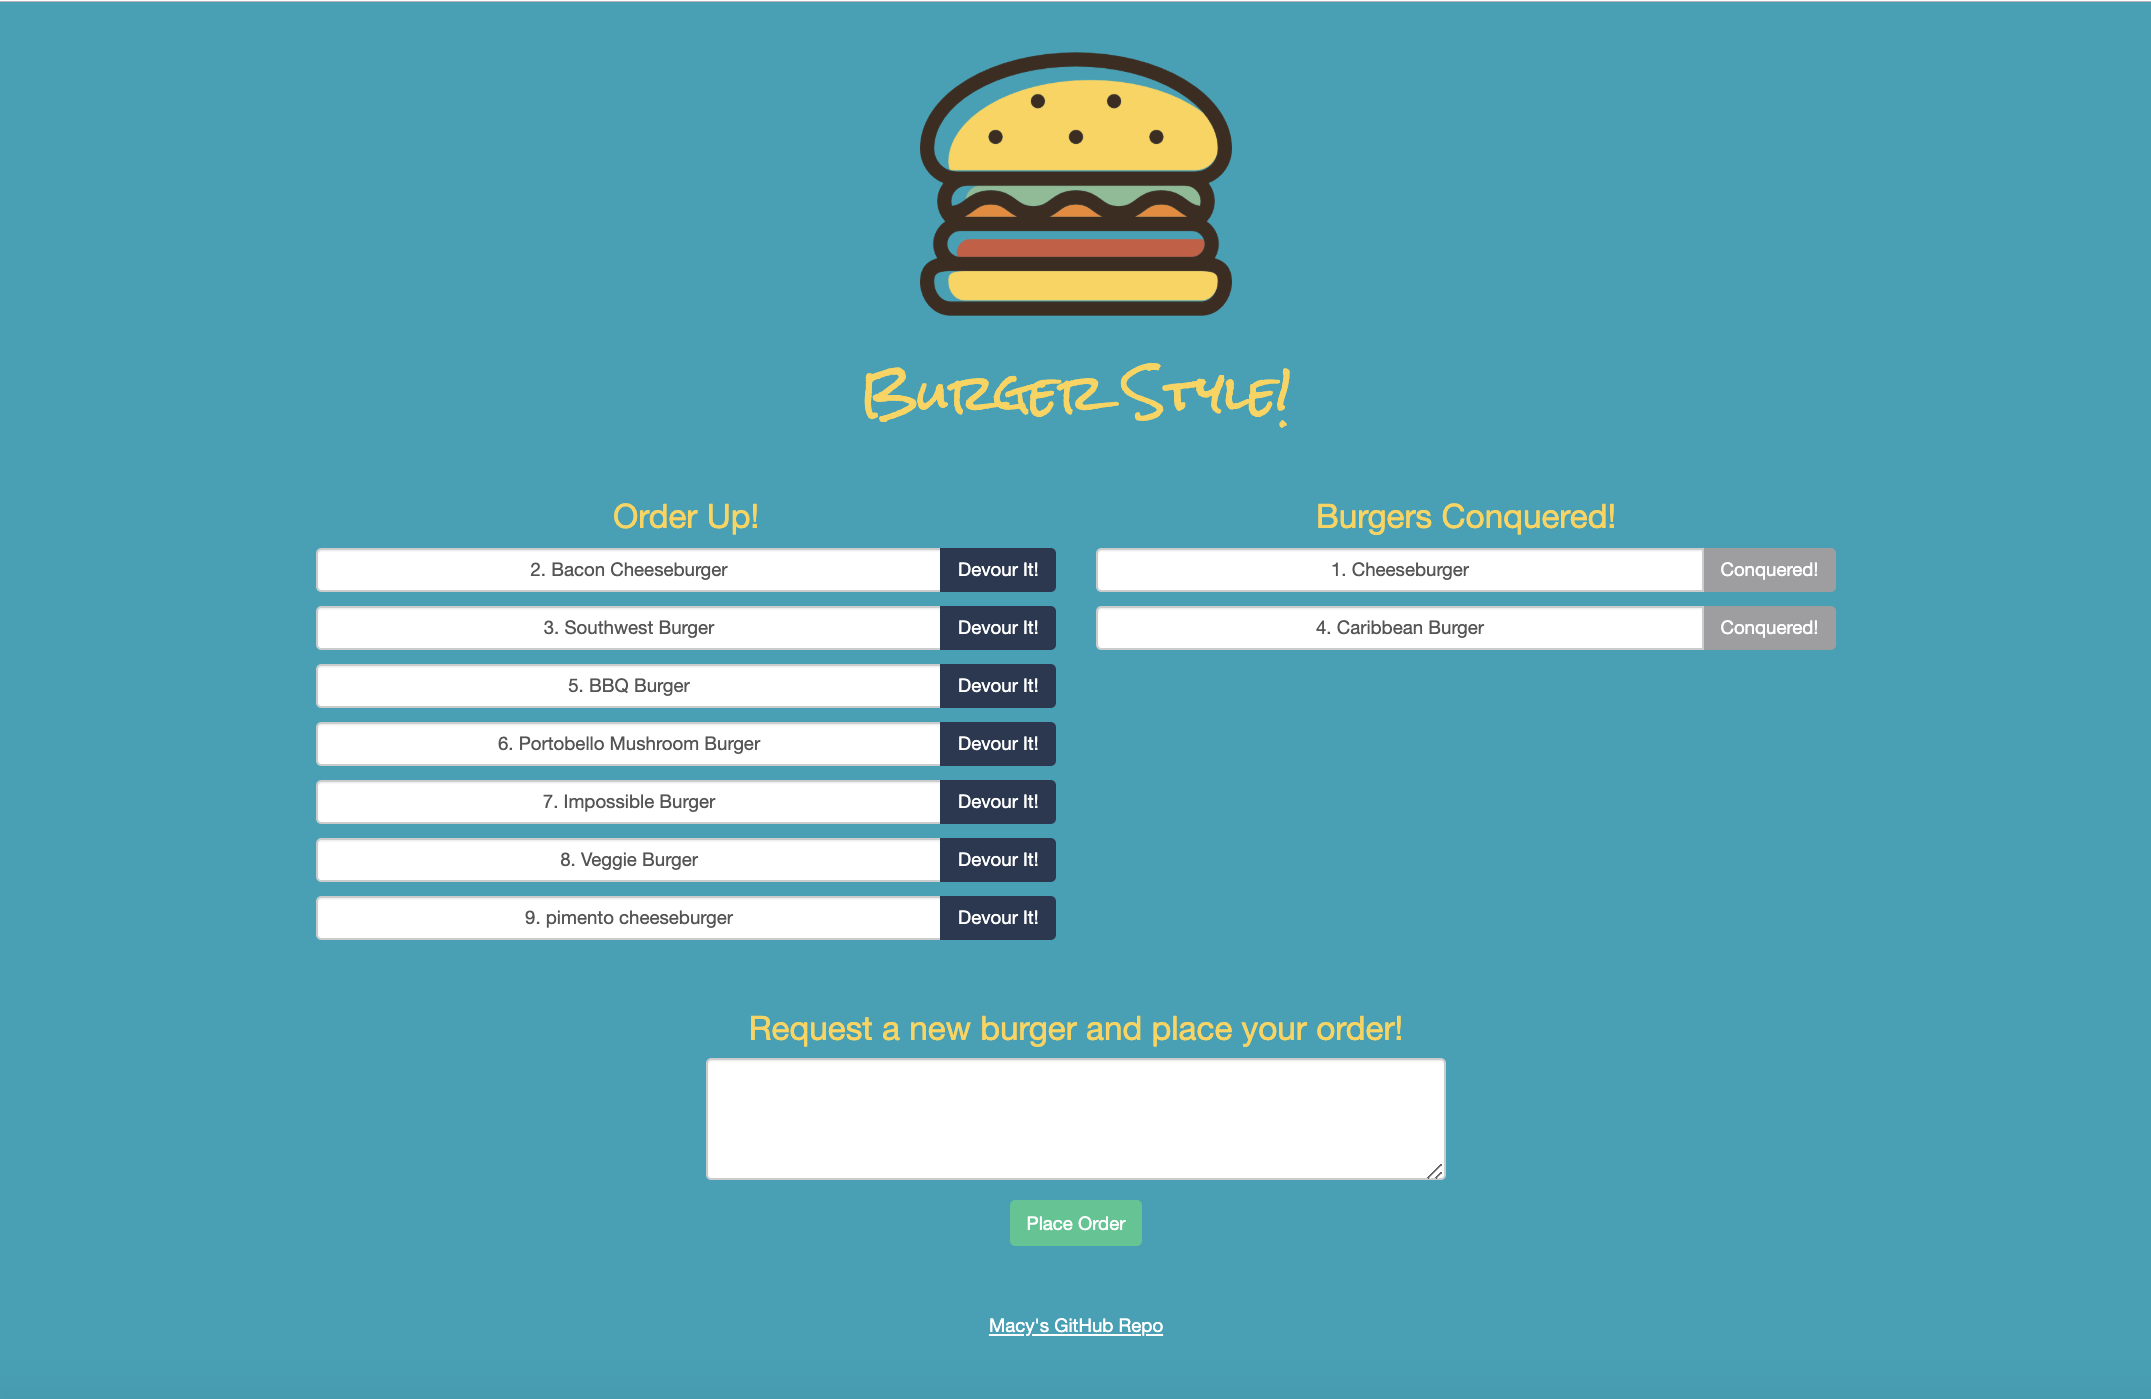 Burger Style!
Order Up!
2. Bacon Cheeseburger Devour It!
3. Southwest Burger Devour It!
5. BBQ Burger Devour It!
6. Portobello Mushroom Burger Devour It!
7. Impossible Burger Devour It!
8. Veggie Burger Devour It!
9. pimento cheeseburger Devour It!
Burgers Conquered!
1. Cheeseburger Conquered!
4. Caribbean Burger Conquered!
Request a new burger and place your order!
Place Order
Macy's GitHub Repo